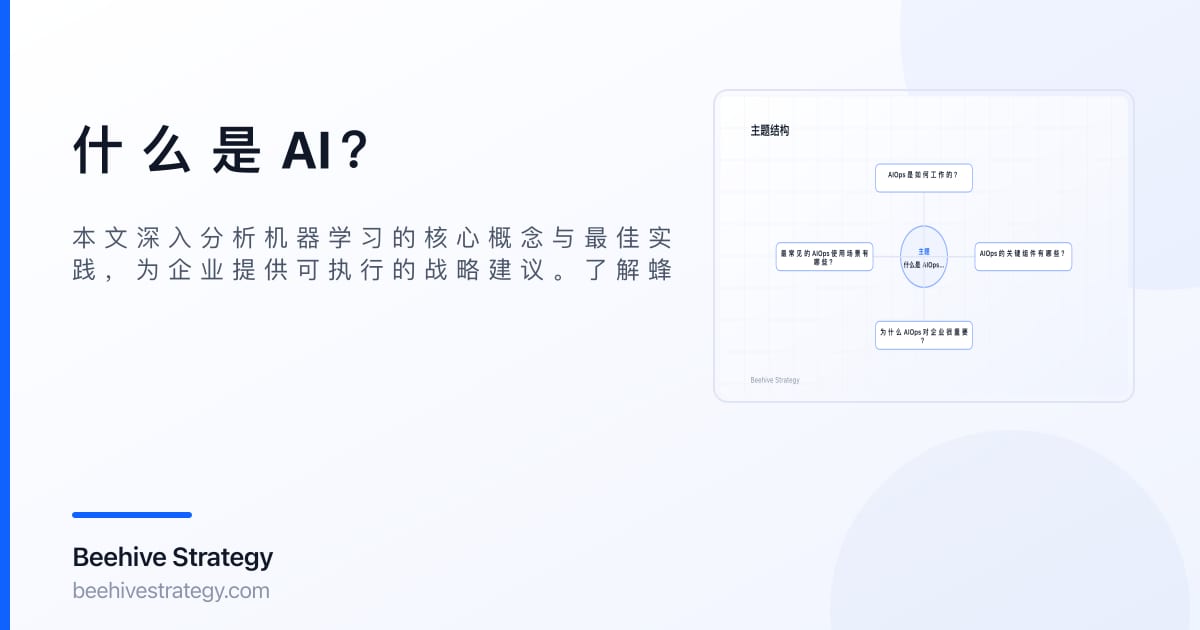 什么是 AI?
本文深入分析机器学习的核心概念与最佳实
践，为企业提供可执行的战略建议。了解蜂
主题结构
AIOps 是如何工作的？
最常见的 AIOps 使用场景有
哪些？
主题
什么是 AIOps...
AIOps 的关键组件有哪些？
为什么 AIOps 对企业很重要
？
Beehive Strategy
Beehive Strategy
beehivestrategy.com